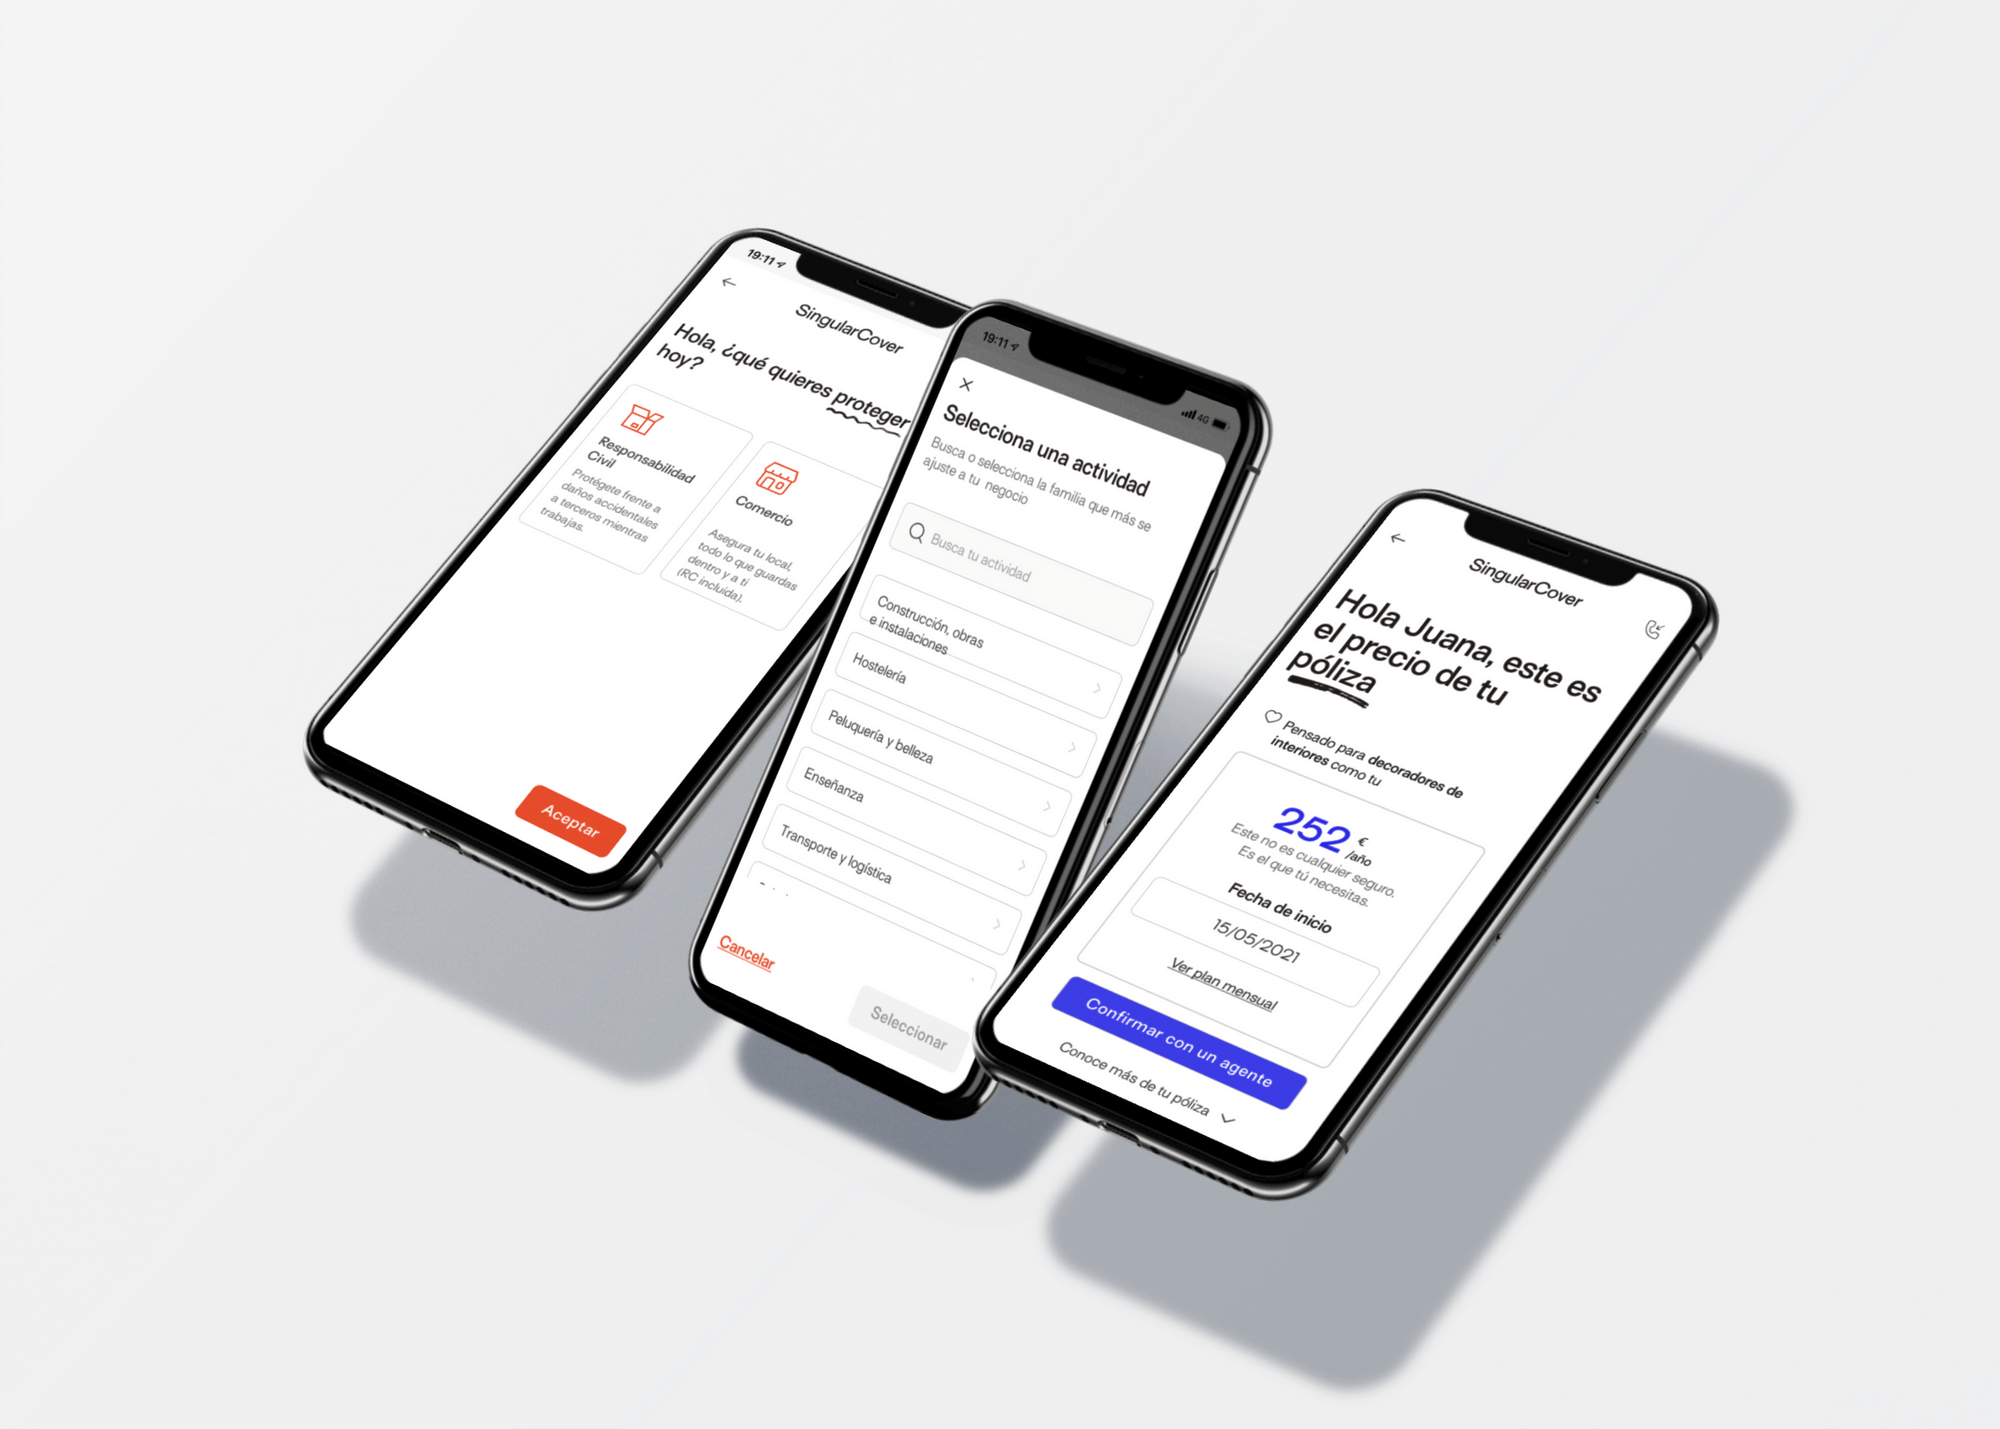 19:11
SingularCover
Hola, ¿qué quieres proteger
hoy?
Responsabilidad
Civil
Protégete frente a
daños accidentales
a terceros mientras
trabajas.
Comercio
Asegura tu local,
todo lo que guardas
dentro y a ti
(RC incluida).
Aceptar
19:11
4G
Selecciona una actividad
Busca o selecciona la familia que más se
ajuste a tu negocio
Busca tu actividad
Construcción, obras
e instalaciones
Hostelería
Peluquería y belleza
Enseñanza
Transporte y logística
Cancelar
Seleccionar
SingularCover
Hola Juana, este es
el precio de tu
póliza
Pensado para decoradores de
interiores como tu
252 €
/año
Este no es cualquier seguro.
Es el que tú necesitas.
Fecha de inicio
15/05/2021
Ver plan mensual
Confirmar con un agente
Conoce más de tu póliza